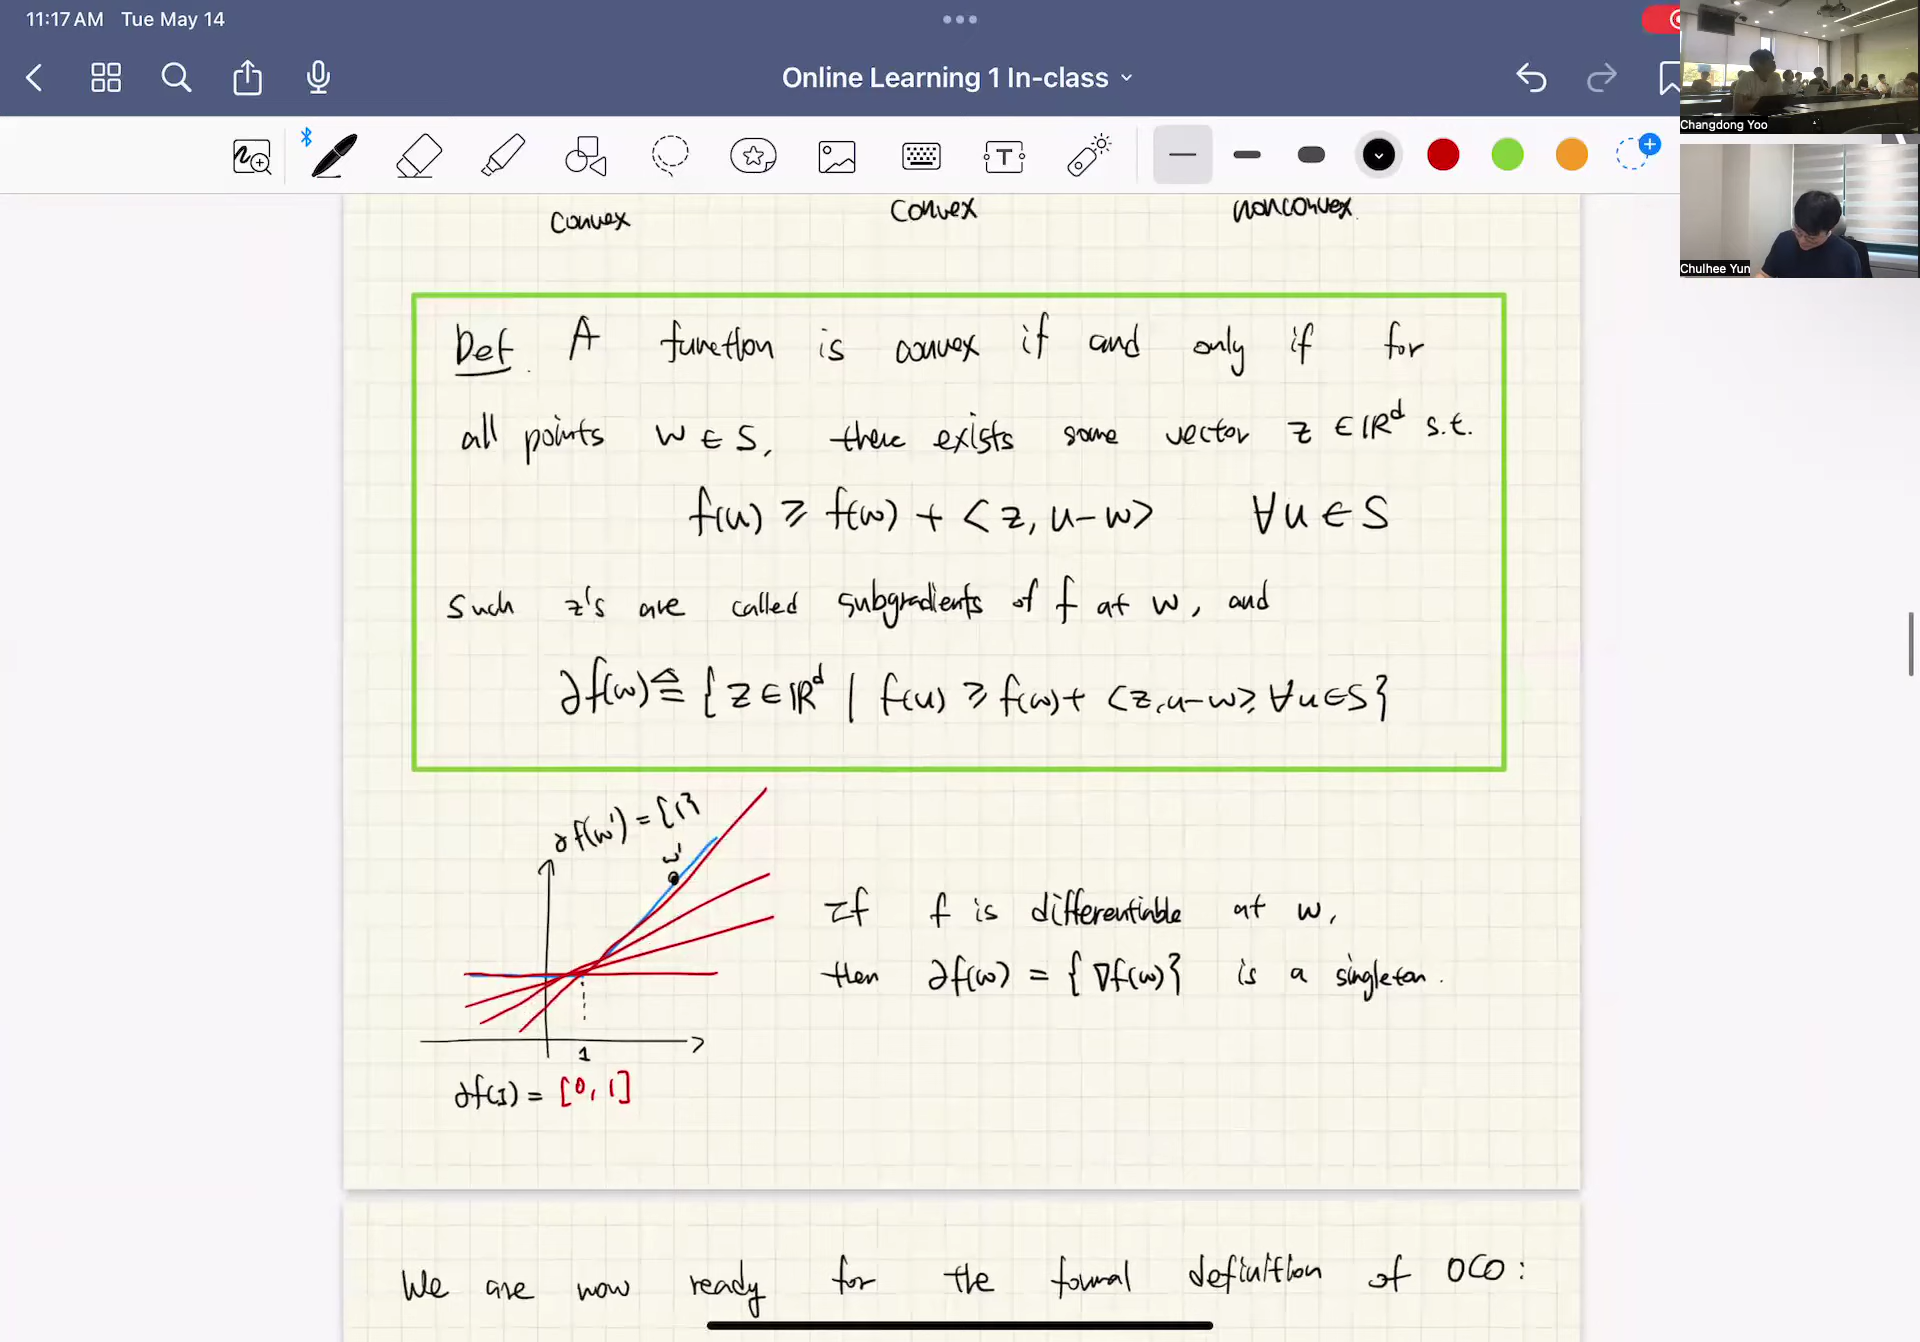 11:17 AM Tue May 14
Online Learning 1 In-class
Changdong Yoo
Chulhee Yun
Convex Convex nonconvex.
Def. A function is convex if and only if for
all points w ∈ S, there exists some vector z ∈ ℝᵈ s.t.
f(u) ≥ f(w) + <z, u-w> ∀u ∈ S
Such z's are called subgradients of f at w, and
∂f(w) ≜ {z ∈ ℝᵈ | f(u) ≥ f(w) + <z, u-w>, ∀u ∈ S}
∂f(w') = {1}
w'
If f is differentiable at w,
then ∂f(w) = {∇f(w)} is a singleton.
1
∂f(1) = [0, 1]
We are now ready for the formal definition of OCO: